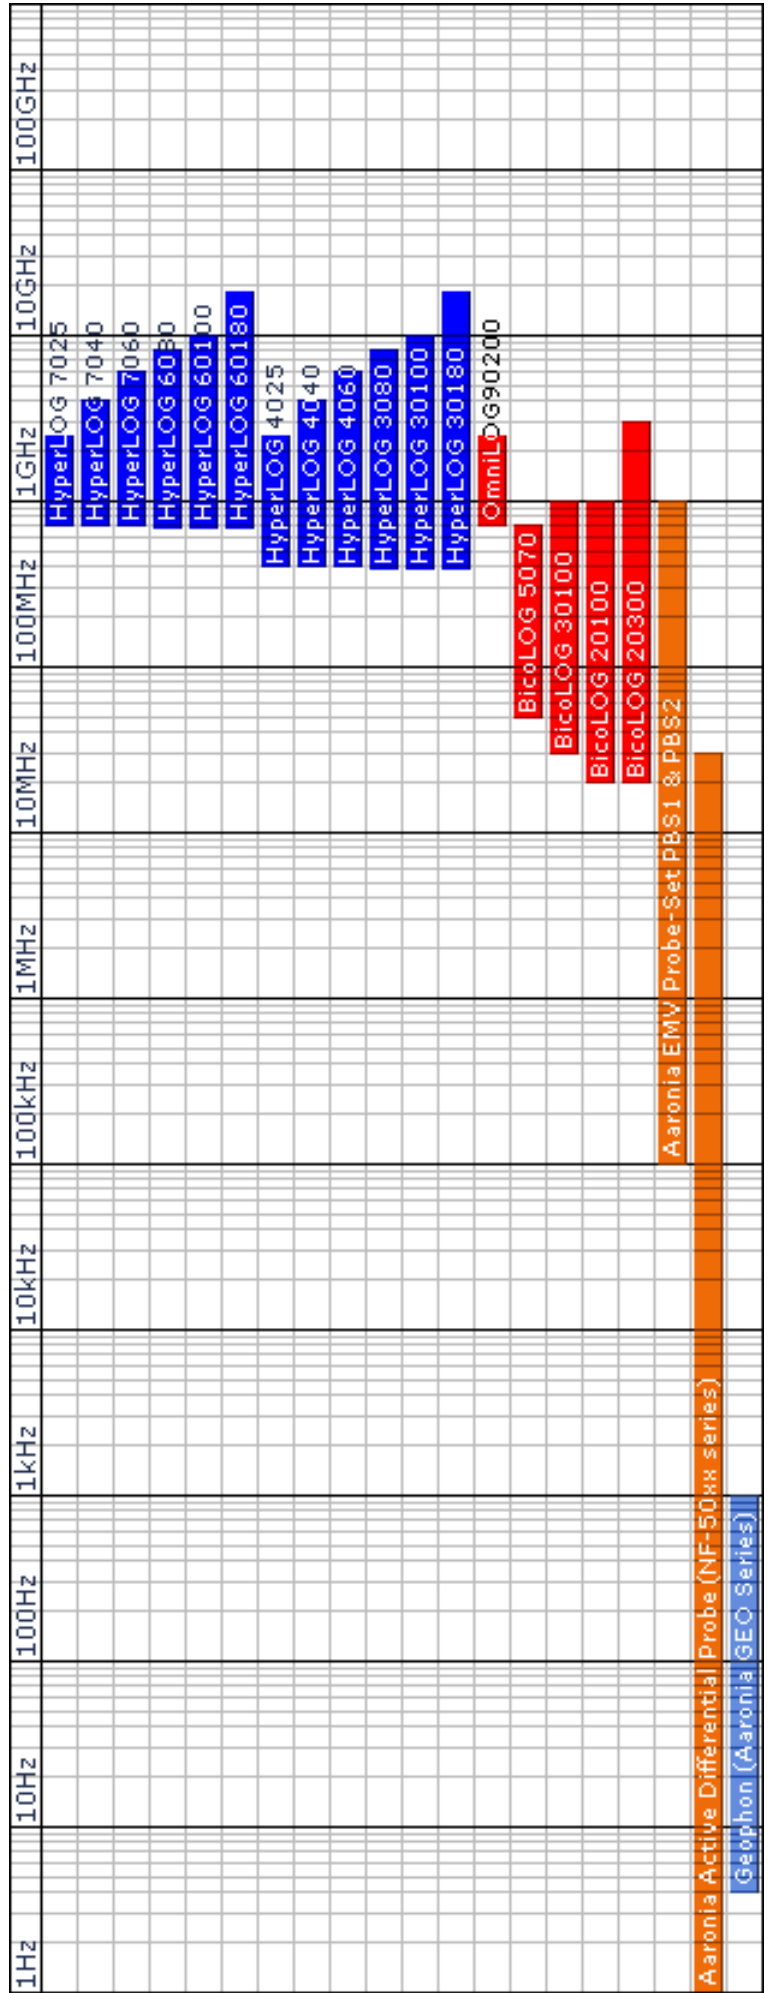 1Hz
10Hz
100Hz
1kHz
10kHz
100kHz
1MHz
10MHz
100MHz
1GHz
10GHz
100GHz
HyperLOG 7025
HyperLOG 7040
HyperLOG 7060
HyperLOG 6080
HyperLOG 60100
HyperLOG 60180
HyperLOG 4025
HyperLOG 4040
HyperLOG 4060
HyperLOG 3080
HyperLOG 30100
HyperLOG 30180
OmniLOG90200
BicoLOG 5070
BicoLOG 30100
BicoLOG 20100
BicoLOG 20300
Aaronia EMV Probe-Set PBS1 & PBS2
Aaronia Active Differential Probe (NF-50xx series)
Geophon (Aaronia GEO Series)